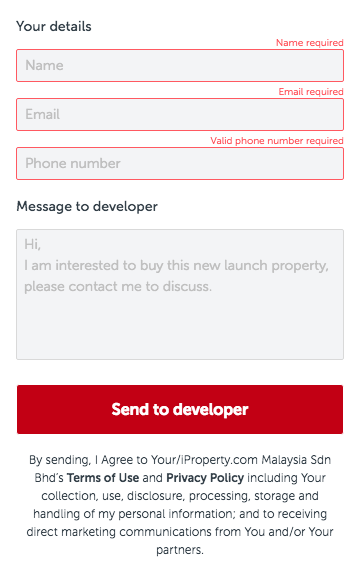 Your details
Name required
Name
Email required
Email
Valid phone number required
Phone number
Message to developer
Hi,
I am interested to buy this new launch property,
please contact me to discuss.
Send to developer
By sending, I Agree to Your/iProperty.com Malaysia Sdn
Bhd's Terms of Use and Privacy Policy including Your
collection, use, disclosure, processing, storage and
handling of my personal information; and to receiving
direct marketing communications from You and/or Your
partners.